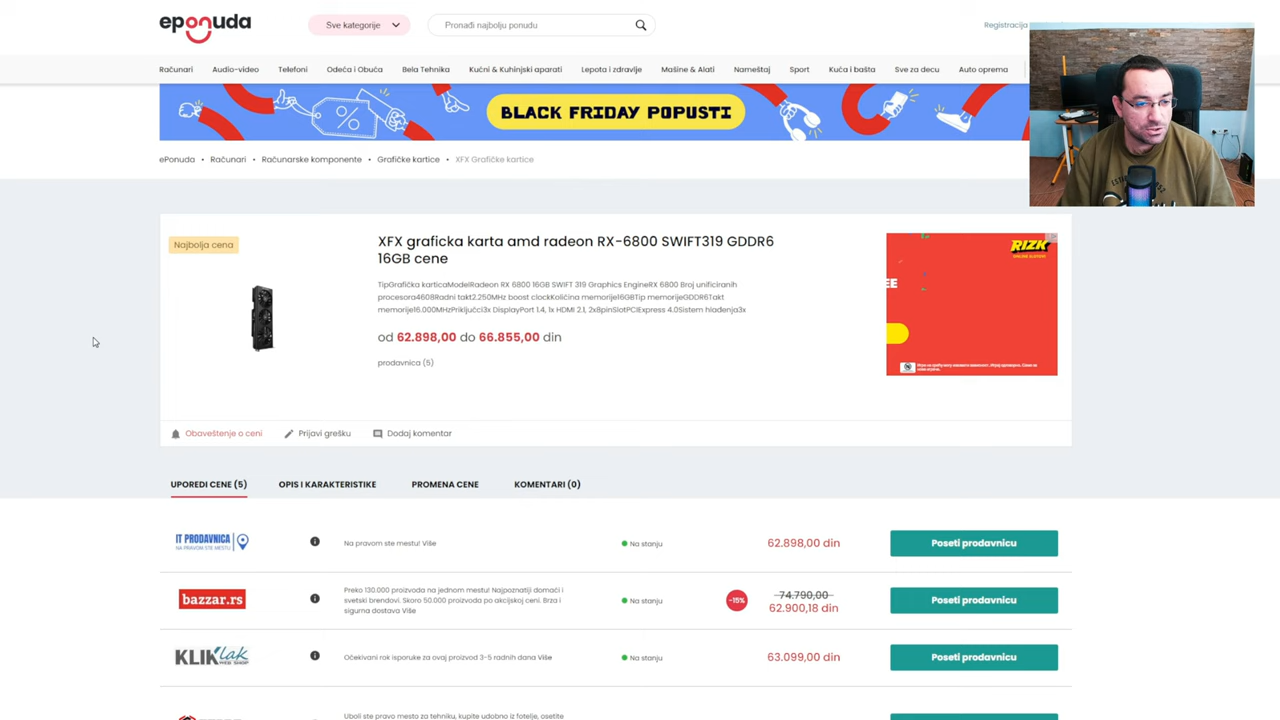 eponuda
Sve kategorije
Pronađi najbolju ponudu
Registracija
Računari
Audio-video
Telefoni
Odeća i Obuća
Bela Tehnika
Kućni & Kuhinjski aparati
Lepota i zdravlje
Mašine & Alati
Nameštaj
Sport
Kuća i bašta
Sve za decu
Auto oprema
%
BLACK FRIDAY POPUSTI
ePonuda • Računari • Računarske komponente • Grafičke kartice • XFX Grafičke kartice
Najbolja cena
XFX graficka karta amd radeon RX-6800 SWIFT319 GDDR6
16GB cene
TipGrafička karticaModelRadeon RX 6800 16GB SWIFT 319 Graphics EngineRX 6800 Broj unificiranih
procesora4608Radni takt2,250MHz boost clockKoličina memorije16GBTip memorijeGDDR6Takt
memorije16.000MHzPriključci3x DisplayPort 1.4, 1x HDMI 2.1, 2x8pinSlotPCIExpress 4.0Sistem hlađenja3x
od 62.898,00 do 66.855,00 din
prodavnica (5)
RIZK
ONLINE KLADIONICA
Obaveštenje o ceni
Prijavi grešku
Dodaj komentar
UPOREDI CENE (5)
OPIS I KARAKTERISTIKE
PROMENA CENE
KOMENTARI (0)
IT PRODAVNICA
NA PRAVOM STE MESTU
Na pravom ste mestu! Više
Na stanju
62.898,00 din
Poseti prodavnicu
bazzar.rs
Preko 130.000 proizvoda na jednom mestu! Najpoznatiji domaći i
svetski brendovi. Skoro 50.000 proizvoda po akcijskoj ceni. Brza i
sigurna dostava Više
Na stanju
-15%
74.790,00
62.900,18 din
Poseti prodavnicu
KLIKlak
WEB SHOP
Očekivani rok isporuke za ovaj proizvod 3-5 radnih dana Više
Na stanju
63.099,00 din
Poseti prodavnicu
Uboli ste pravo mesto za tehniku, kupite udobno iz fotelje, osetite